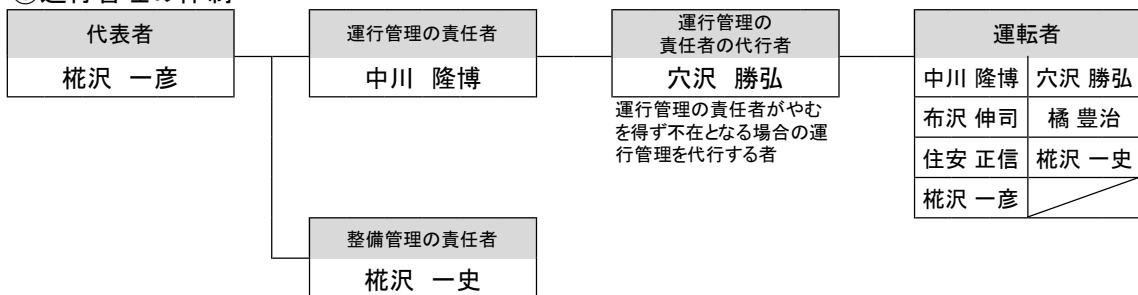 代表者
椛沢 一彦
運行管理の責任者
中川 隆博
運行管理の
責任者の代行者
穴沢 勝弘
運行管理の責任者がやむ
を得ず不在となる場合の運
行管理を代行する者
運転者
中川 隆博 穴沢 勝弘
布沢 伸司 橘 豊治
住安 正信 椛沢 一史
椛沢 一彦
整備管理の責任者
椛沢 一史